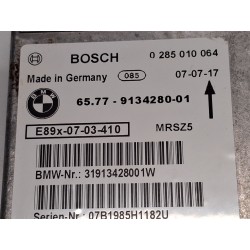 BOSCH 0 285 010 064
Made in Germany 085 07-07-17
65.77 - 9134280-01
E89x-07-03-410 MRSZ5
BMW-Nr.: 31913428001W
Serien-Nr.: 07B1985H1182U